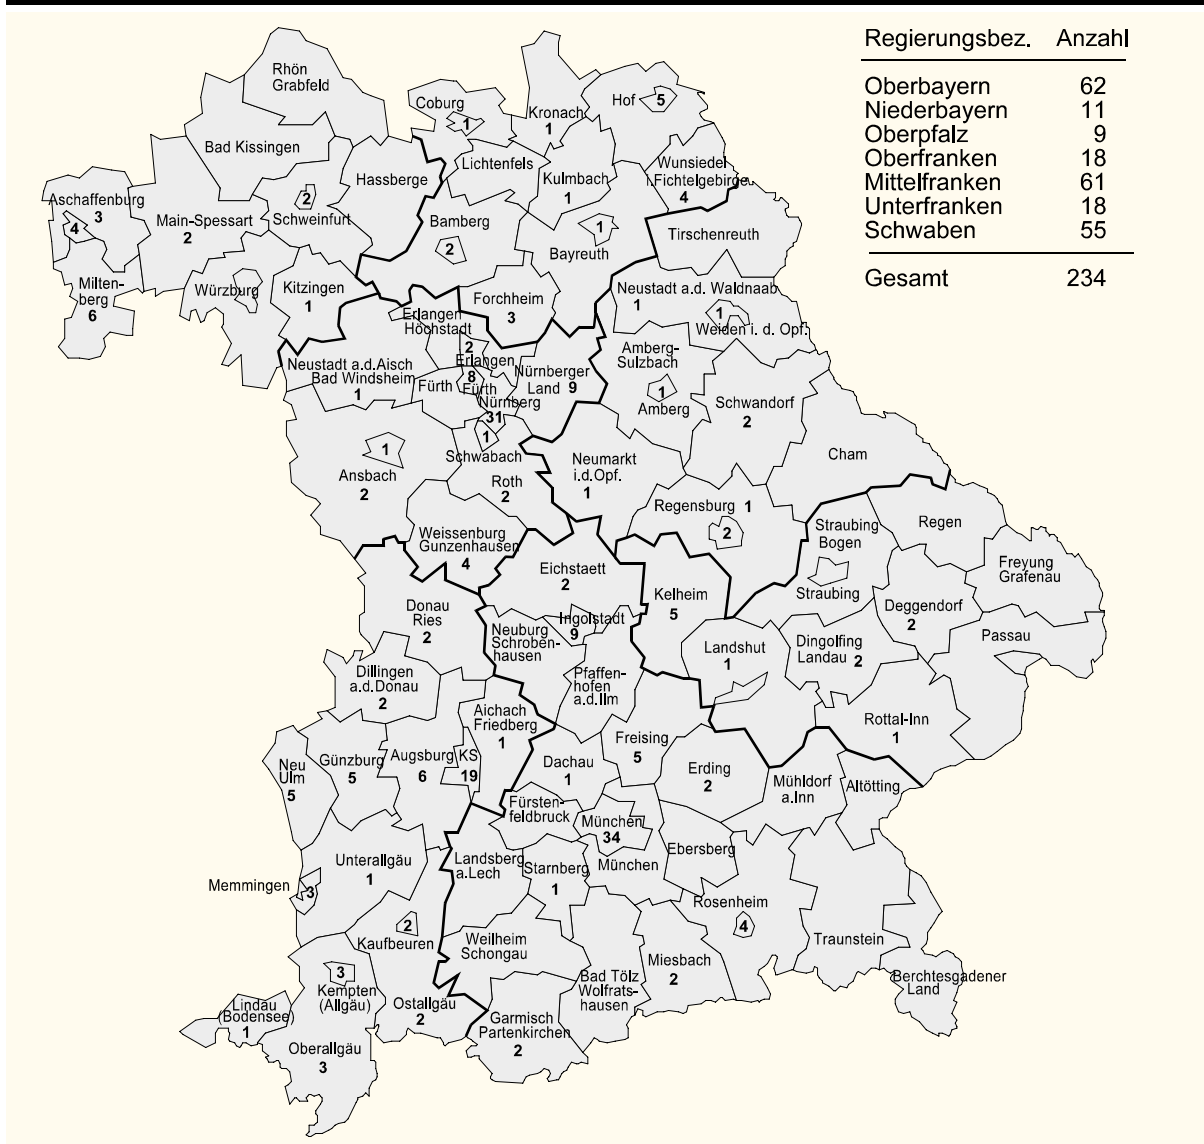 Regierungsbez. Anzahl
Oberbayern 62
Niederbayern 11
Oberpfalz 9
Oberfranken 18
Mittelfranken 61
Unterfranken 18
Schwaben 55
Gesamt 234
Rhön
Grabfeld
Coburg
1
Kronach
1
Hof 5
Bad Kissingen
Hassberge
Lichtenfels
Kulmbach
1
Wunsiedel
i.Fichtelgebirge
4
Aschaffenburg
3
4
Main-Spessart
2
2
Schweinfurt
Bamberg
2
1
Bayreuth
Tirschenreuth
Milten-
berg
6
Würzburg
Kitzingen
1
Forchheim
3
Neustadt a.d. Waldnaab
1
1
Weiden i. d. Opf.
Erlangen
Höchstadt
2
Erlangen
8
Neustadt a.d.Aisch
Bad Windsheim
1
Fürth
Fürth
Nürnberg
31
Nürnberger
Land 9
Amberg-
Sulzbach
1
Amberg
Schwandorf
2
Cham
1
Ansbach
2
1
Schwabach
Roth
2
Neumarkt
i.d.Opf.
1
Regensburg 1
2
Weissenburg
Gunzenhausen
4
Straubing
Bogen
Straubing
Regen
Freyung
Grafenau
Eichstaett
2
Kelheim
5
Deggendorf
2
Passau
Donau
Ries
2
Neuburg
Schroben-
hausen
Ingolstadt
9
Landshut
1
Dingolfing
Landau 2
Dillingen
a.d.Donau
2
Pfaffen-
hofen
a.d.Ilm
Rottal-Inn
1
Aichach
Friedberg
1
Neu
Ulm
5
Günzburg
5
Augsburg
6
KS
19
Dachau
1
Freising
5
Erding
2
Mühldorf
a.Inn
Altötting
Fürsten-
feldbruck
München
34
München
Ebersberg
Unterallgäu
1
Memmingen
3
Landsberg
a.Lech
Starnberg
1
Rosenheim
4
Traunstein
2
Kaufbeuren
Weilheim
Schongau
Bad Tölz
Wolfrats-
hausen
Miesbach
2
Berchtesgadener
Land
3
Kempten
(Allgäu)
Ostallgäu
2
Lindau
(Bodensee)
1
Oberallgäu
3
Garmisch
Partenkirchen
2